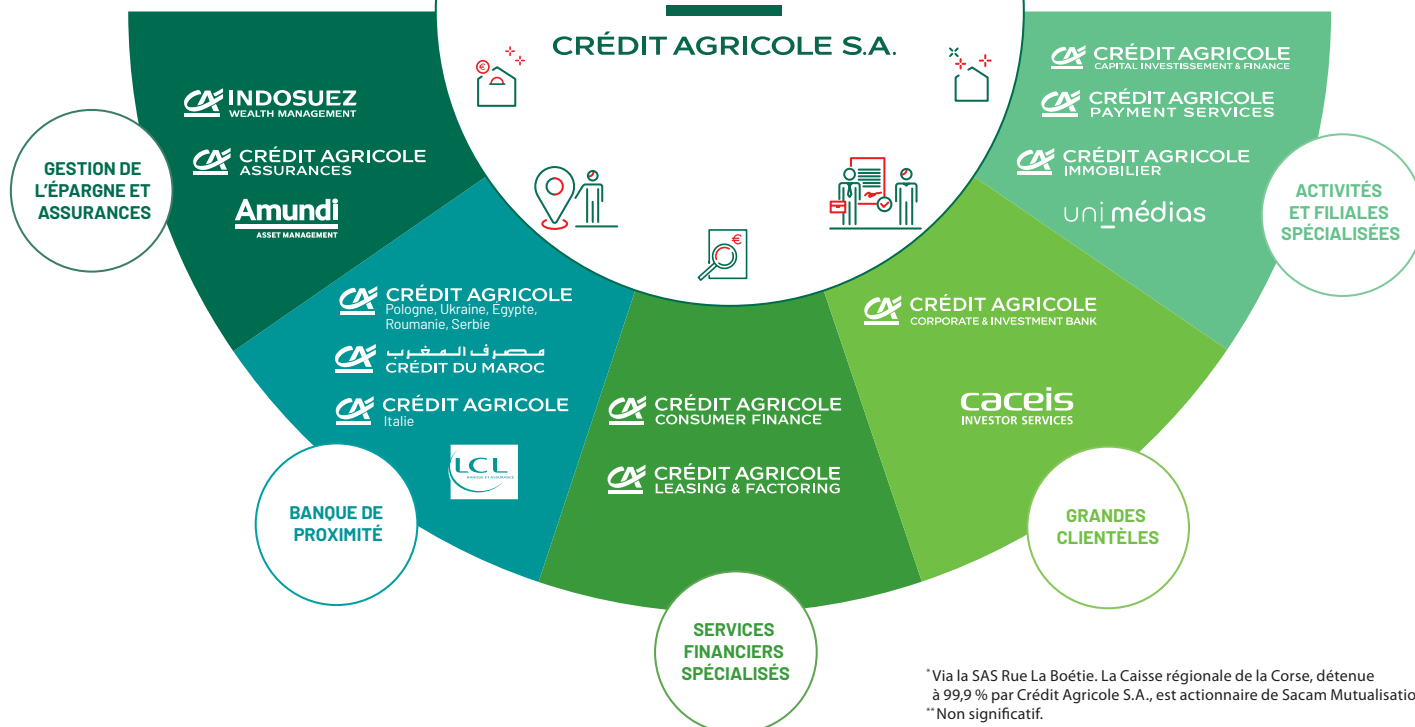 CRÉDIT AGRICOLE S.A.
GESTION DE
L'ÉPARGNE ET
ASSURANCES
INDOSUEZ
WEALTH MANAGEMENT
CRÉDIT AGRICOLE
ASSURANCES
Amundi
ASSET MANAGEMENT
BANQUE DE
PROXIMITÉ
CRÉDIT AGRICOLE
Pologne, Ukraine, Égypte,
Roumanie, Serbie
مصرف المغرب
CRÉDIT DU MAROC
CRÉDIT AGRICOLE
Italie
LCL
BANQUE ET ASSURANCE
SERVICES
FINANCIERS
SPÉCIALISÉS
CRÉDIT AGRICOLE
CONSUMER FINANCE
CRÉDIT AGRICOLE
LEASING & FACTORING
GRANDES
CLIENTÈLES
CRÉDIT AGRICOLE
CORPORATE & INVESTMENT BANK
caceis
INVESTOR SERVICES
ACTIVITÉS
ET FILIALES
SPÉCIALISÉES
CRÉDIT AGRICOLE
CAPITAL INVESTISSEMENT & FINANCE
CRÉDIT AGRICOLE
PAYMENT SERVICES
CRÉDIT AGRICOLE
IMMOBILIER
uni médias
*Via la SAS Rue La Boétie. La Caisse régionale de la Corse, détenue
à 99,9 % par Crédit Agricole S.A., est actionnaire de Sacam Mutualisatio
**Non significatif.